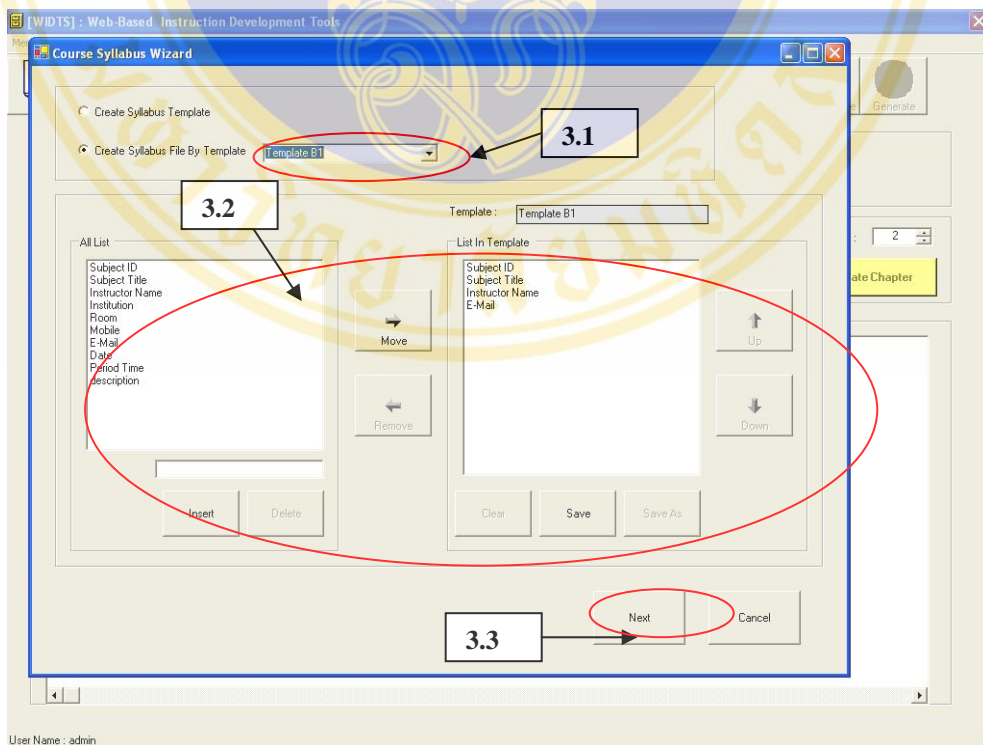 [WIDTS] : Web-Based Instruction Development Tools
Course Syllabus Wizard
Create Syllabus Template
Create Syllabus File By Template
Template B1
3.1
Generate
3.2
Template :
Template B1
All List
Subject ID
Subject Title
Instructor Name
Institution
Room
Mobile
E-Mail
Date
Period Time
description
Move
Remove
Insert
Delete
List In Template
Subject ID
Subject Title
Instructor Name
E-Mail
Up
Down
Clear
Save
Save As
: 2
ate Chapter
Next
Cancel
3.3
User Name : admin